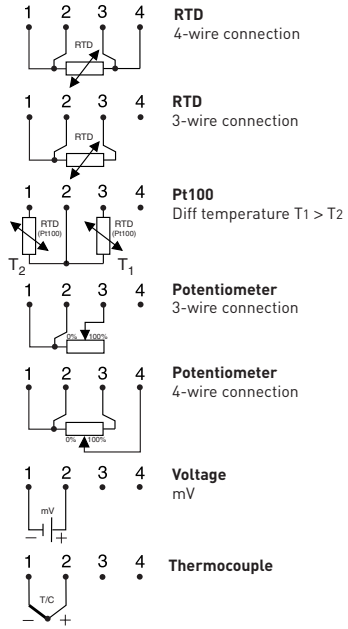 1 2 3 4
RTD
RTD
4-wire connection
1 2 3 4
RTD
RTD
3-wire connection
1 2 3 4
RTD
(Pt100)
RTD
(Pt100)
T2
T1
Pt100
Diff temperature T1 > T2
1 2 3 4
0% 100%
Potentiometer
3-wire connection
1 2 3 4
0% 100%
Potentiometer
4-wire connection
1 2 3 4
mV
− +
Voltage
mV
1 2 3 4
T/C
− +
Thermocouple